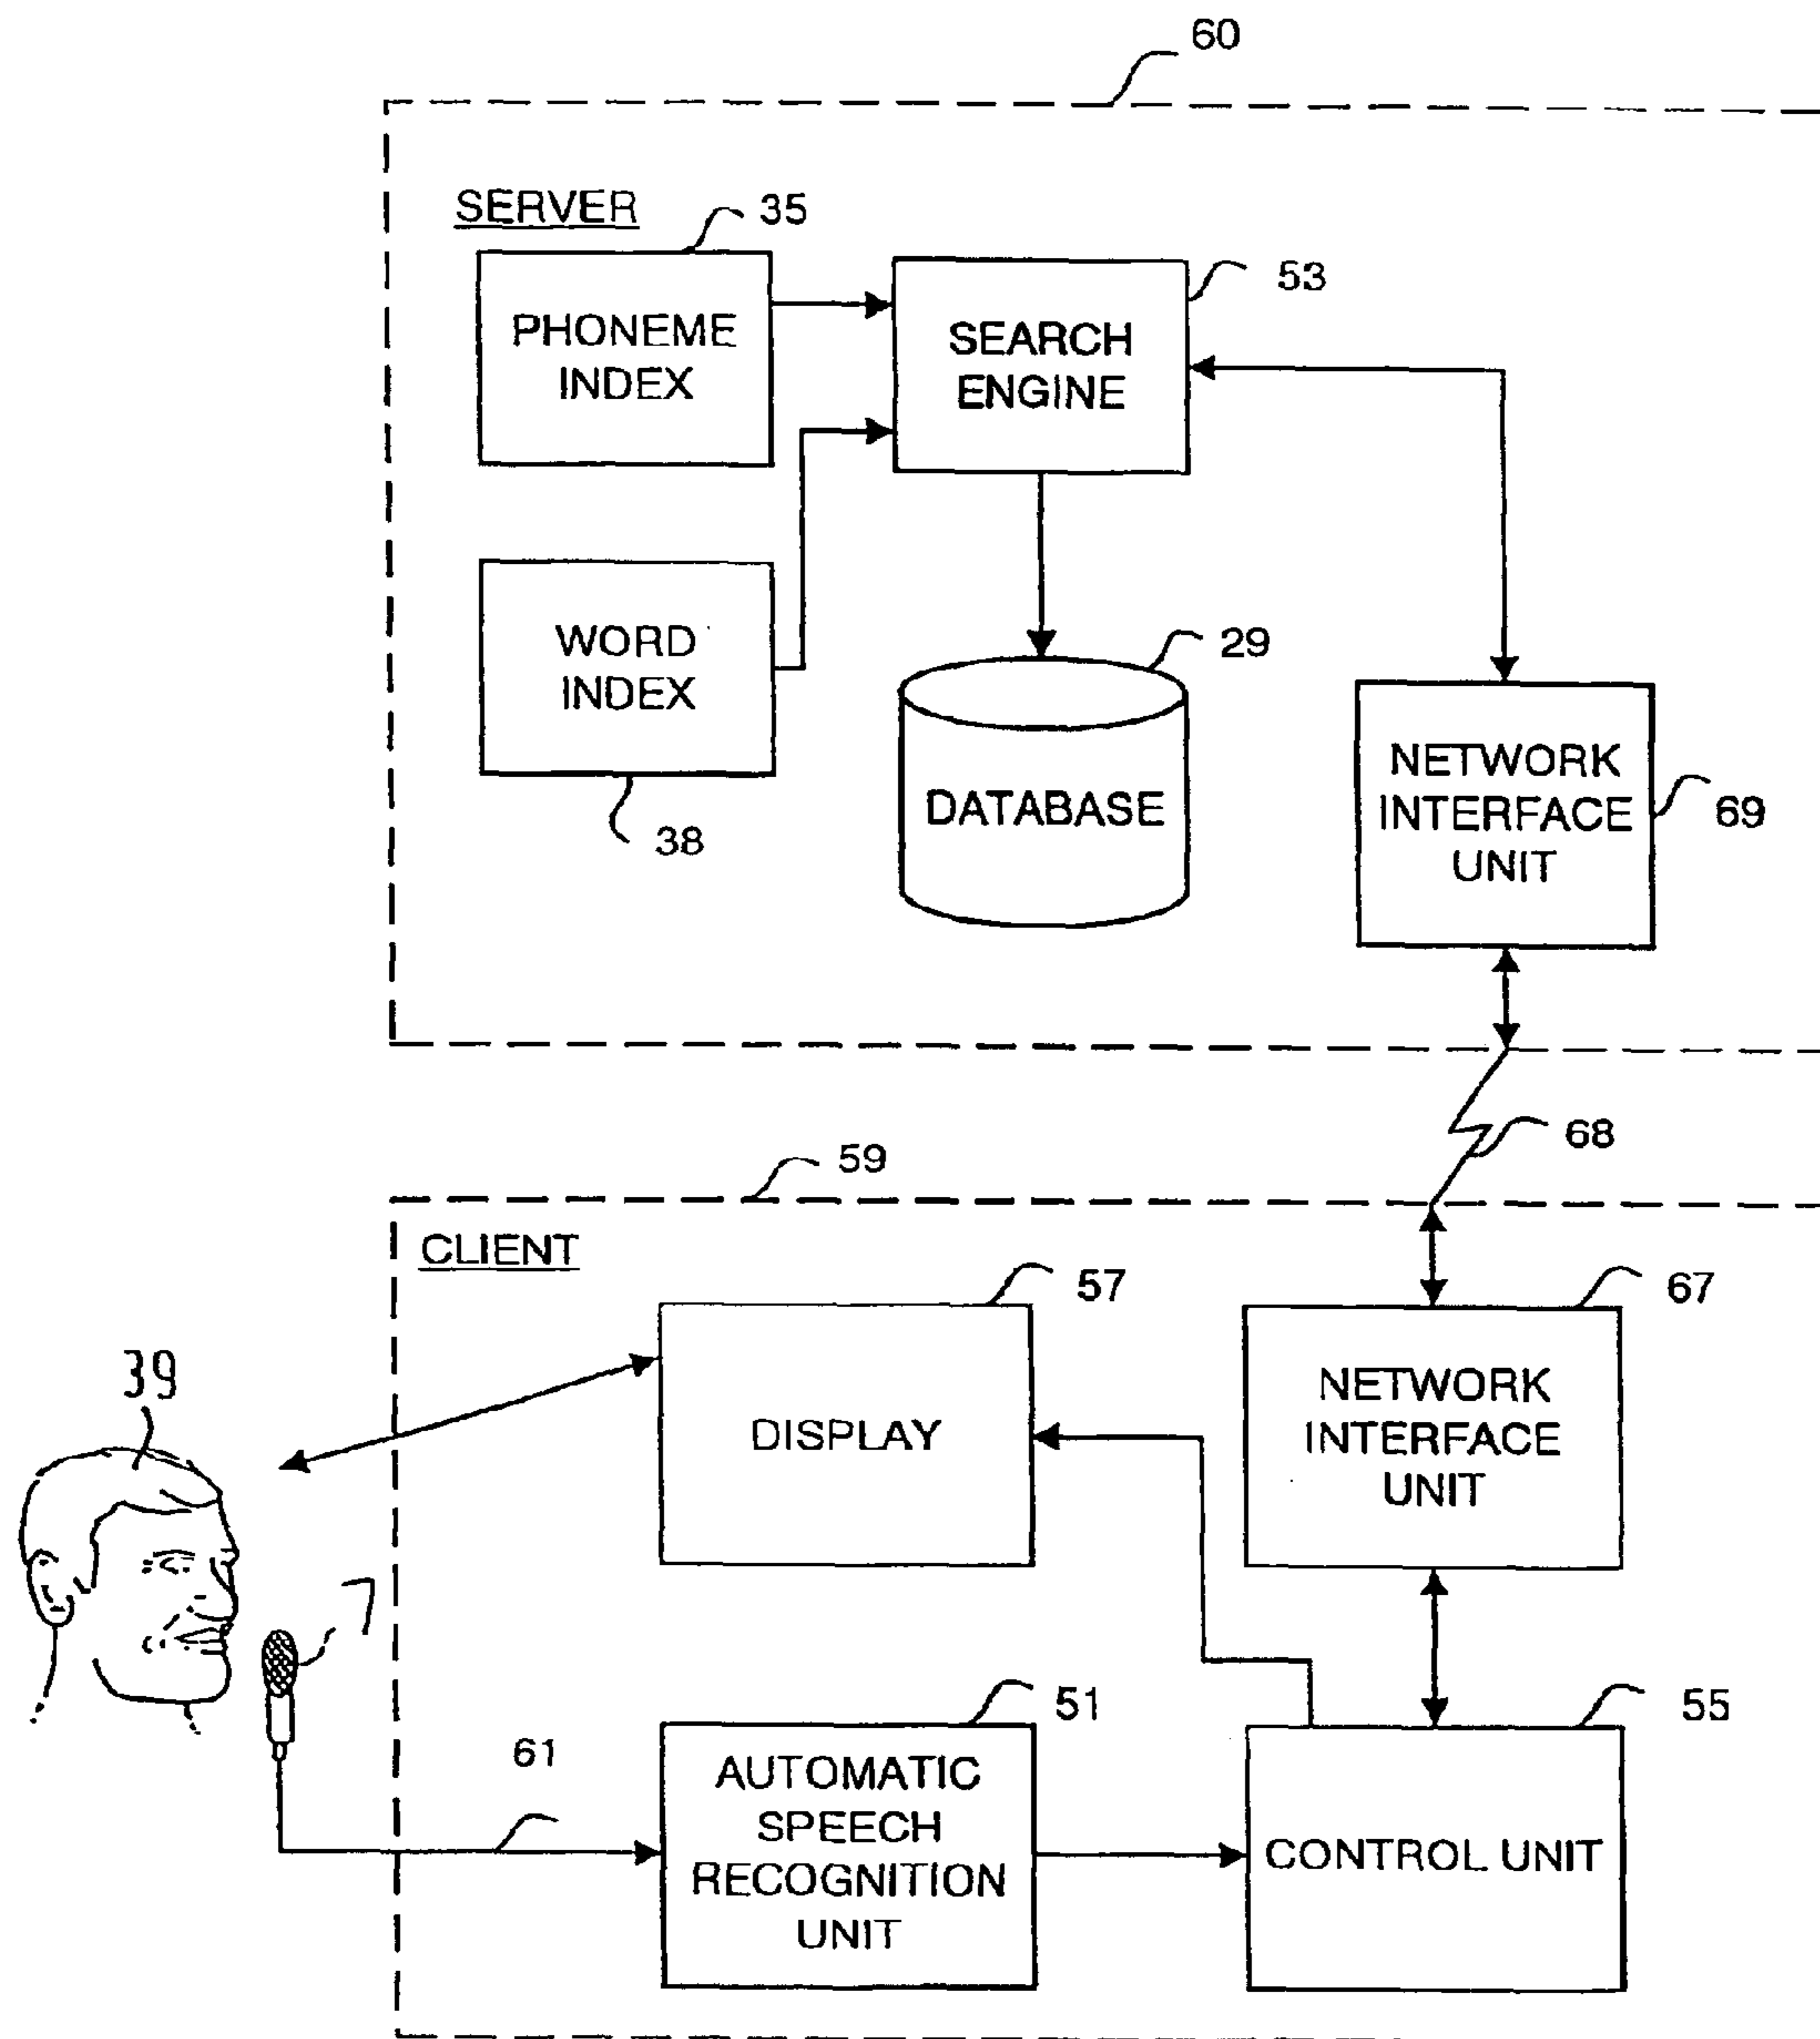 60
SERVER
35
PHONEME
INDEX
53
SEARCH
ENGINE
WORD
INDEX
38
29
DATABASE
NETWORK
INTERFACE
UNIT
69
68
59
CLIENT
57
DISPLAY
67
NETWORK
INTERFACE
UNIT
39
7
61
51
AUTOMATIC
SPEECH
RECOGNITION
UNIT
55
CONTROL UNIT